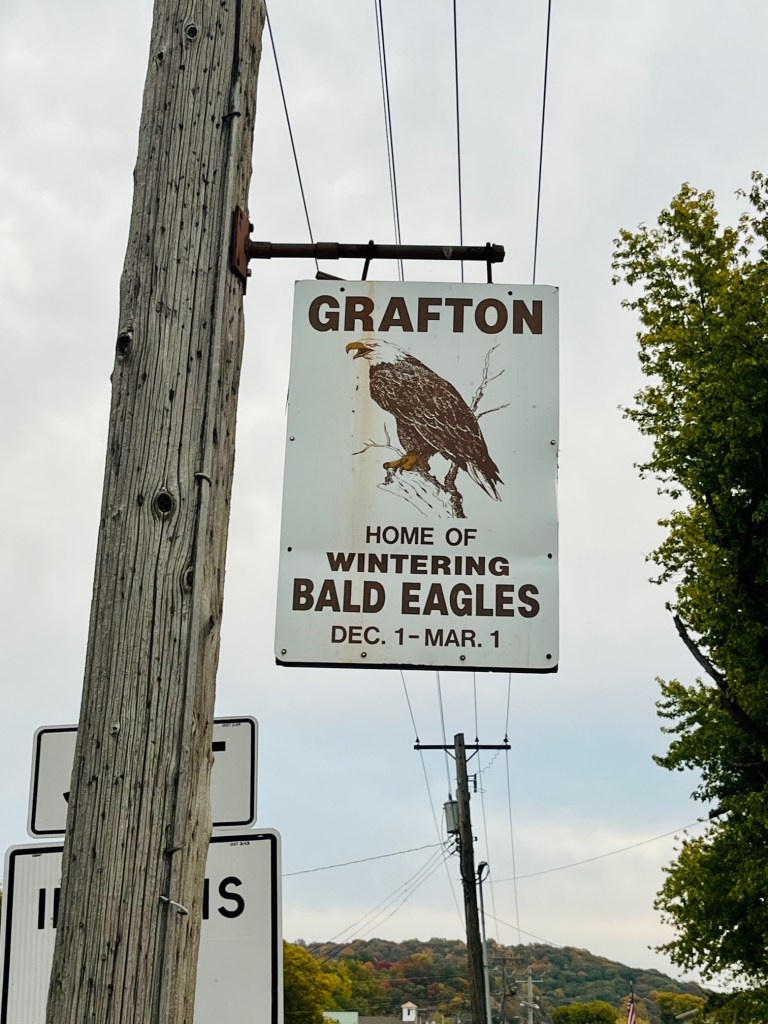 GRAFTON
HOME OF
WINTERING
BALD EAGLES
DEC. 1-MAR. 1